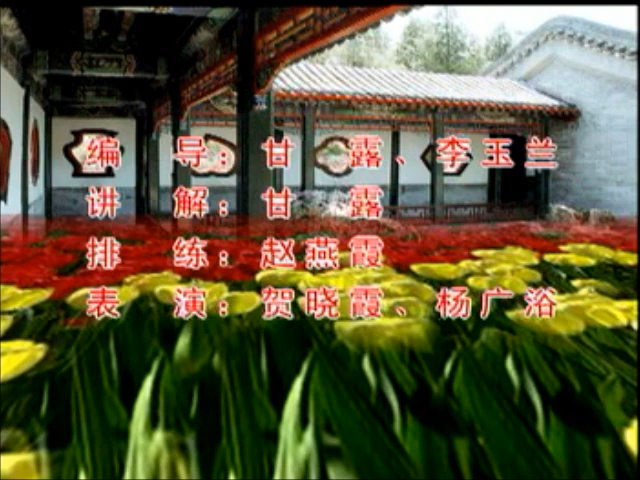 编 导：甘 露、李玉兰
讲 解：甘 露
排 练：赵燕霞
表 演：贺晓霞、杨广浴